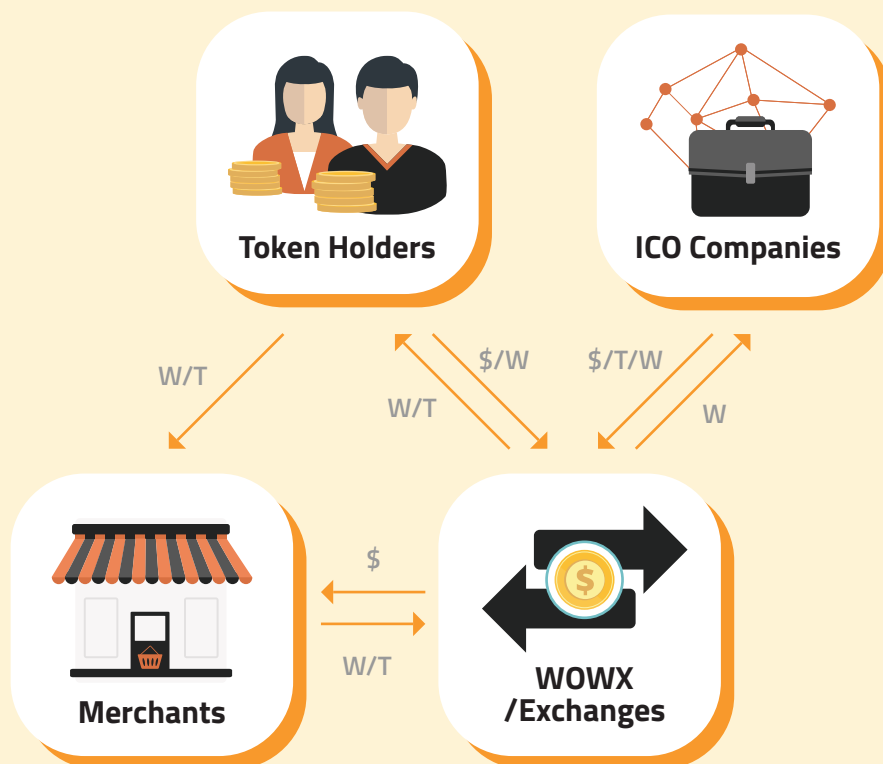 Token Holders
ICO Companies
W/T
$/W
W/T
$/T/W
W
$
W/T
$
Merchants
WOWX
/Exchanges